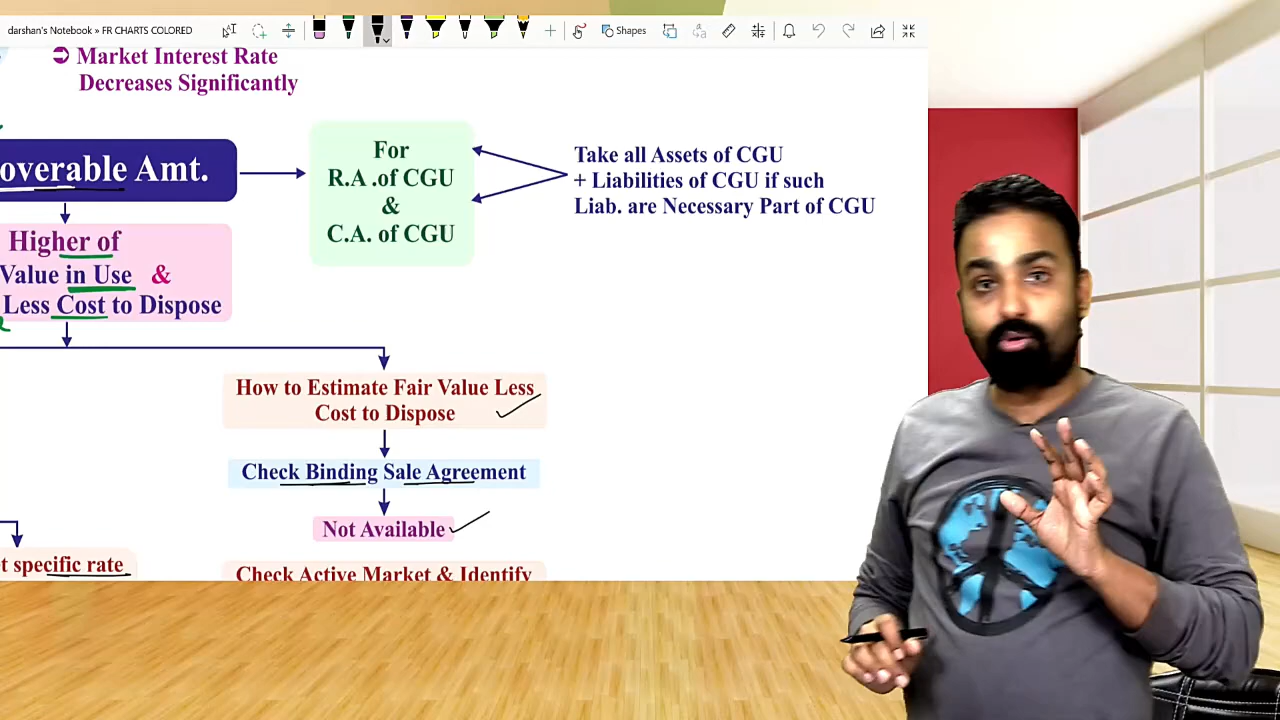 darshan's Notebook » FR CHARTS COLORED
Shapes
➲ Market Interest Rate
Decreases Significantly
overable Amt.
For
R.A .of CGU
&
C.A. of CGU
Take all Assets of CGU
+ Liabilities of CGU if such
Liab. are Necessary Part of CGU
Higher of
Value in Use &
Less Cost to Dispose
How to Estimate Fair Value Less
Cost to Dispose
Check Binding Sale Agreement
Not Available
t specific rate
Check Active Market & Identify